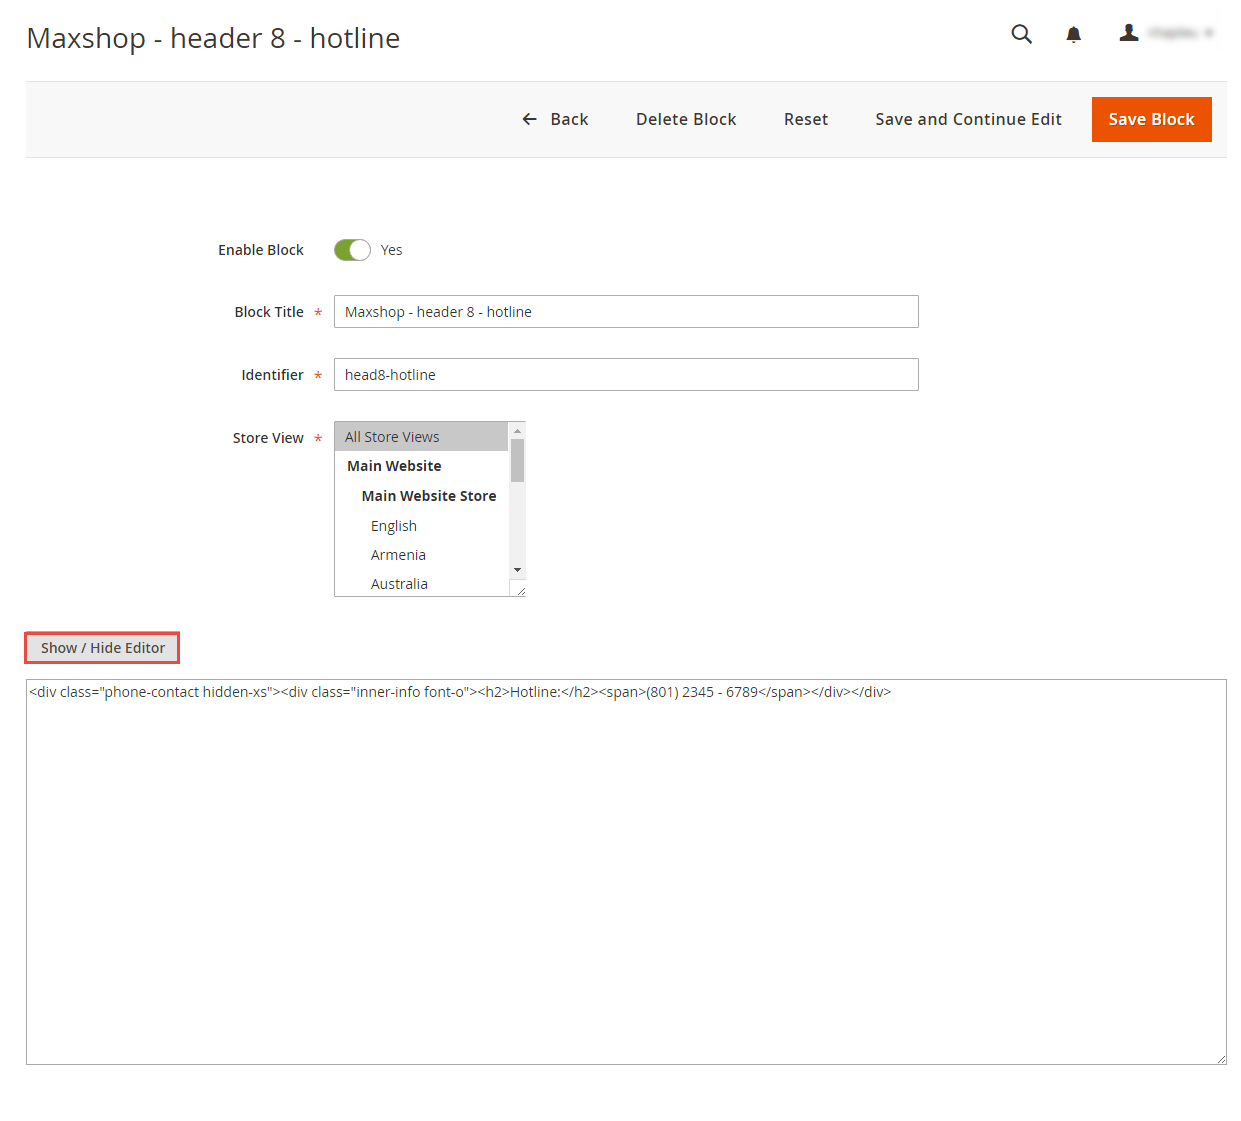 Maxshop - header 8 - hotline
Back Delete Block Reset Save and Continue Edit Save Block
Enable Block Yes
Block Title * Maxshop - header 8 - hotline
Identifier * head8-hotline
Store View * All Store Views
Main Website
Main Website Store
English
Armenia
Australia
Show / Hide Editor
<div class="phone-contact hidden-xs"><div class="inner-info font-o"><h2>Hotline:</h2><span>(801) 2345 - 6789</span></div></div>